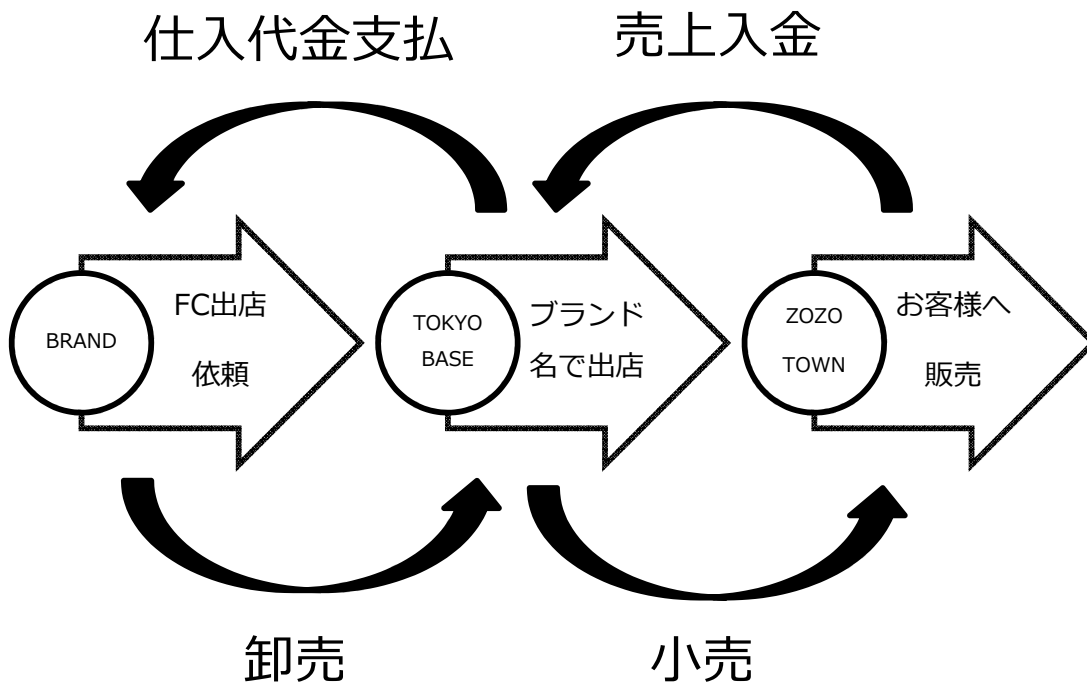 仕入代金支払
売上入金
BRAND
FC出店
依頼
TOKYO
BASE
ブランド
名で出店
ZOZO
TOWN
お客様へ
販売
卸売
小売